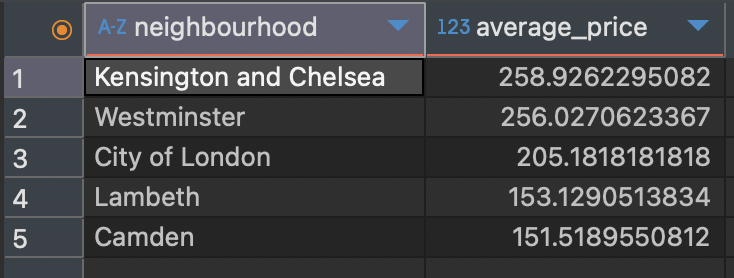 A-Z neighbourhood 123 average_price
1 Kensington and Chelsea 258.9262295082
2 Westminster 256.0270623367
3 City of London 205.1818181818
4 Lambeth 153.1290513834
5 Camden 151.5189550812